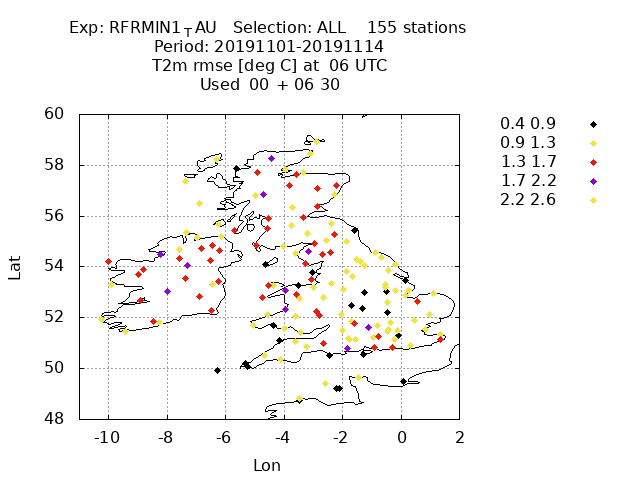 Exp: RFRMIN1_TAU Selection: ALL 155 stations
Period: 20191101-20191114
T2m rmse [deg C] at 06 UTC
Used 00 + 06 30
60
58
56
54
52
50
48
-10 -8 -6 -4 -2 0 2
Lat
Lon
0.4 0.9
0.9 1.3
1.3 1.7
1.7 2.2
2.2 2.6